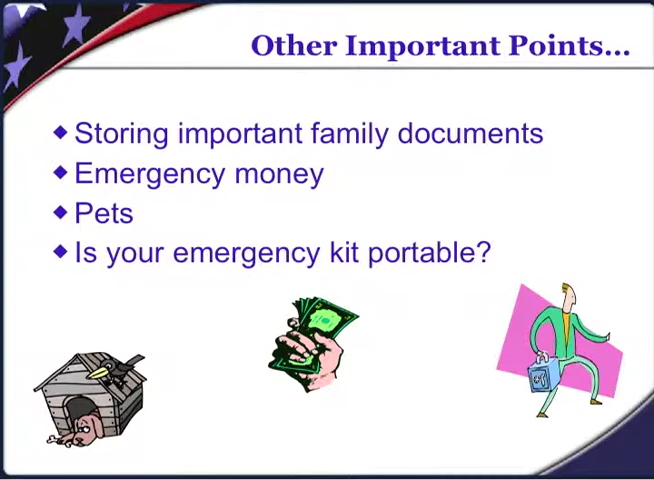 Other Important Points...
Storing important family documents
Emergency money
Pets
Is your emergency kit portable?